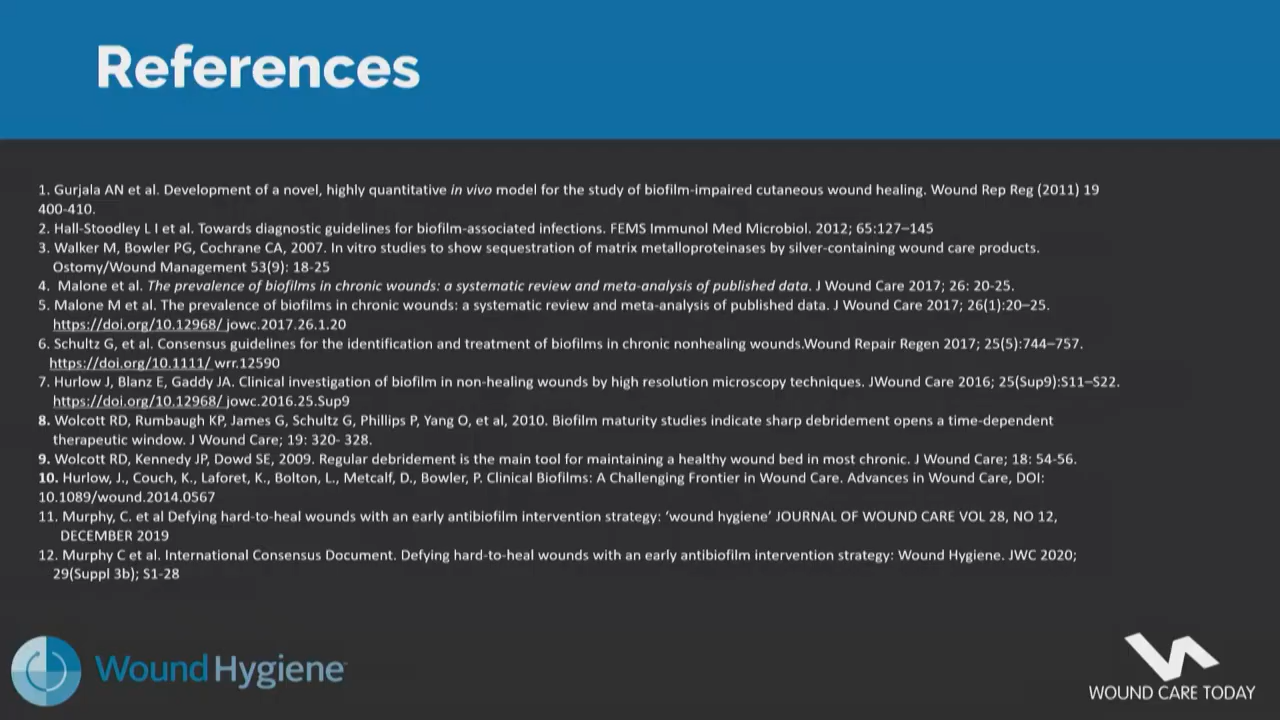 References
1. Gurjala AN et al. Development of a novel, highly quantitative in vivo model for the study of biofilm-impaired cutaneous wound healing. Wound Rep Reg (2011) 19
400-410.
2. Hall-Stoodley L I et al. Towards diagnostic guidelines for biofilm-associated infections. FEMS Immunol Med Microbiol. 2012; 65:127–145
3. Walker M, Bowler PG, Cochrane CA, 2007. In vitro studies to show sequestration of matrix metalloproteinases by silver-containing wound care products.
Ostomy/Wound Management 53(9): 18-25
4. Malone et al. The prevalence of biofilms in chronic wounds: a systematic review and meta-analysis of published data. J Wound Care 2017; 26: 20-25.
5. Malone M et al. The prevalence of biofilms in chronic wounds: a systematic review and meta-analysis of published data. J Wound Care 2017; 26(1):20–25.
https://doi.org/10.12968/ jowc.2017.26.1.20
6. Schultz G, et al. Consensus guidelines for the identification and treatment of biofilms in chronic nonhealing wounds.Wound Repair Regen 2017; 25(5):744–757.
https://doi.org/10.1111/ wrr.12590
7. Hurlow J, Blanz E, Gaddy JA. Clinical investigation of biofilm in non-healing wounds by high resolution microscopy techniques. JWound Care 2016; 25(Sup9):S11–S22.
https://doi.org/10.12968/ jowc.2016.25.Sup9
8. Wolcott RD, Rumbaugh KP, James G, Schultz G, Phillips P, Yang O, et al, 2010. Biofilm maturity studies indicate sharp debridement opens a time-dependent
therapeutic window. J Wound Care; 19: 320- 328.
9. Wolcott RD, Kennedy JP, Dowd SE, 2009. Regular debridement is the main tool for maintaining a healthy wound bed in most chronic. J Wound Care; 18: 54-56.
10. Hurlow, J., Couch, K., Laforet, K., Bolton, L., Metcalf, D., Bowler, P. Clinical Biofilms: A Challenging Frontier in Wound Care. Advances in Wound Care, DOI:
10.1089/wound.2014.0567
11. Murphy, C. et al Defying hard-to-heal wounds with an early antibiofilm intervention strategy: ‘wound hygiene’ JOURNAL OF WOUND CARE VOL 28, NO 12,
DECEMBER 2019
12. Murphy C et al. International Consensus Document. Defying hard-to-heal wounds with an early antibiofilm intervention strategy: Wound Hygiene. JWC 2020;
29(Suppl 3b); S1-28
WoundHygiene
WOUND CARE TODAY